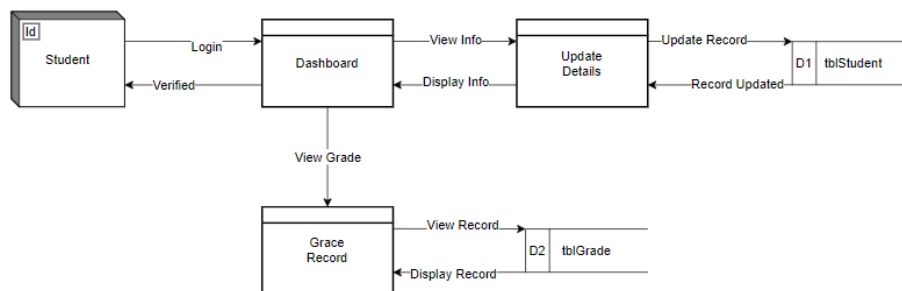 Id
Student
Login
Verified
Dashboard
View Info
Display Info
Update
Details
Update Record
Record Updated
D1
tblStudent
View Grade
Grace
Record
View Record
Display Record
D2
tblGrade